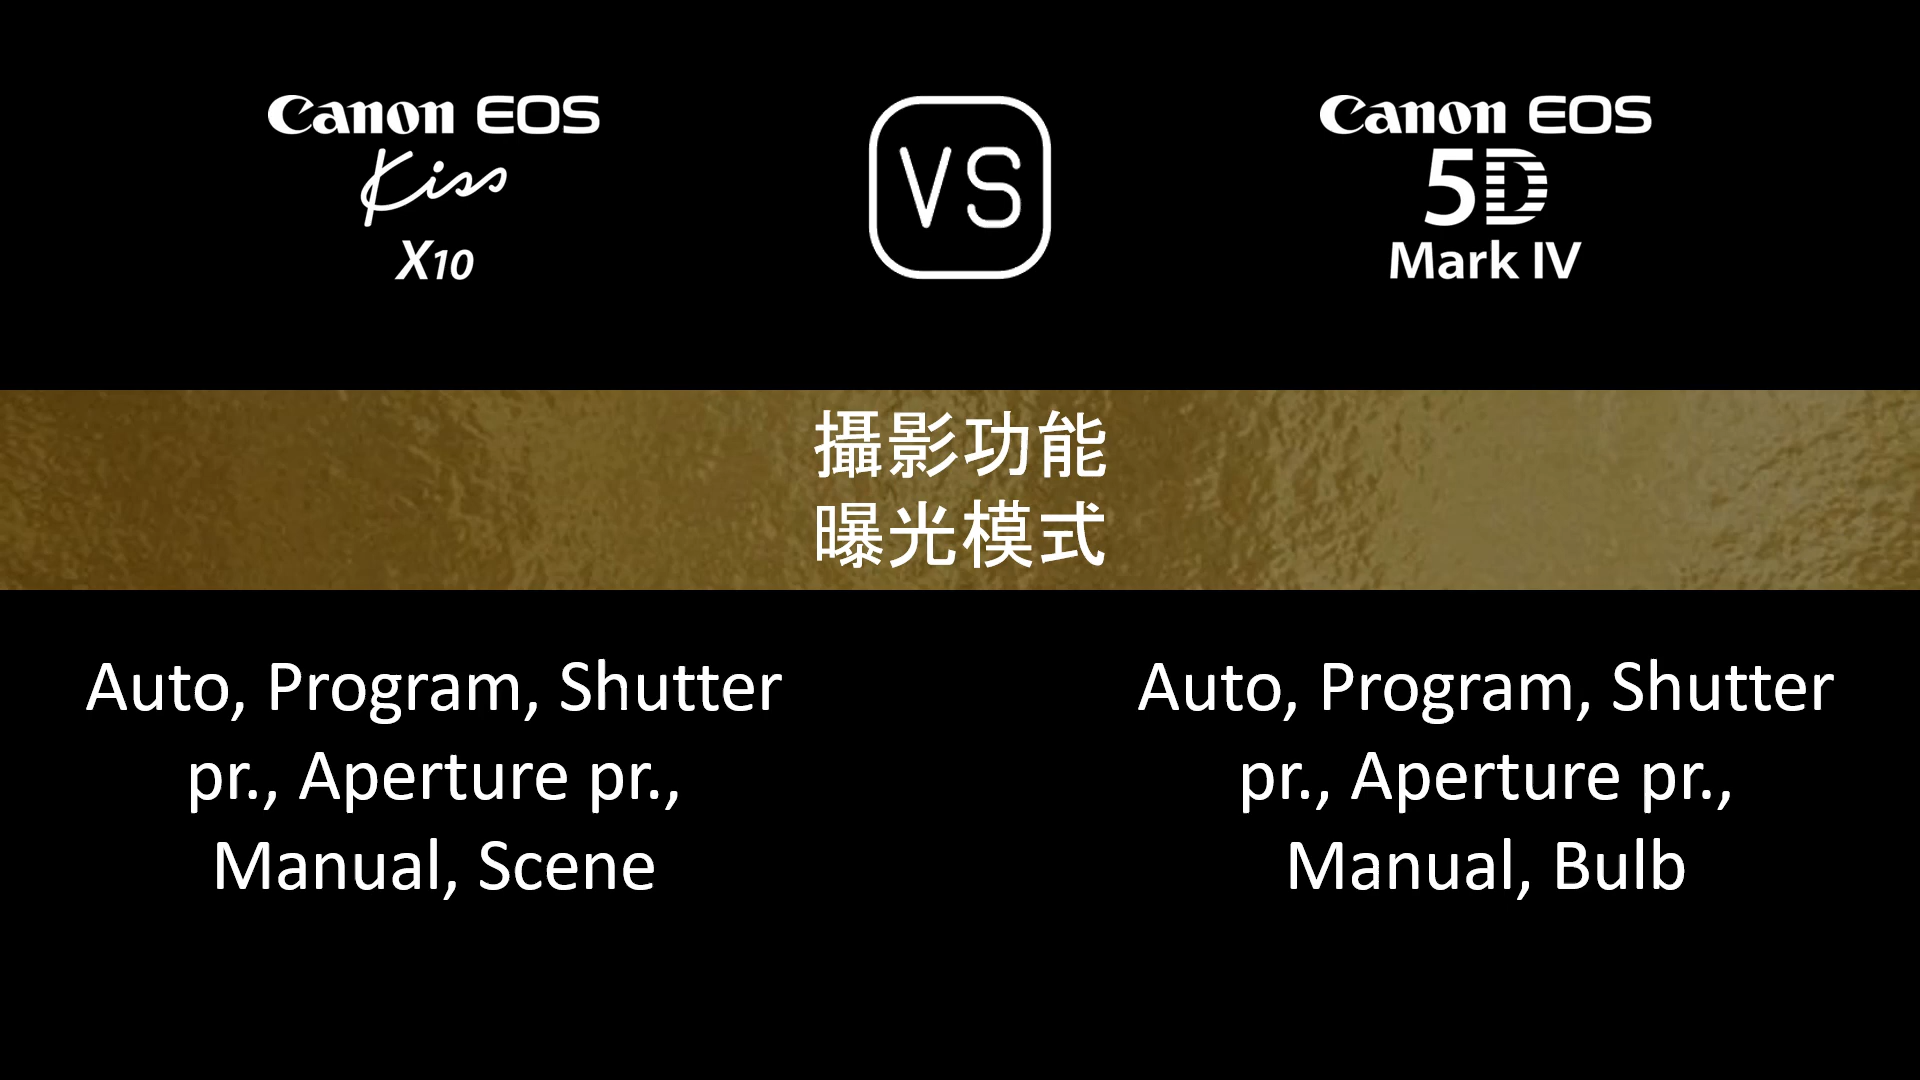 Canon EOS
Kiss
X10
VS
Canon EOS
5D
Mark IV
攝影功能
曝光模式
Auto, Program, Shutter
pr., Aperture pr.,
Manual, Scene
Auto, Program, Shutter
pr., Aperture pr.,
Manual, Bulb